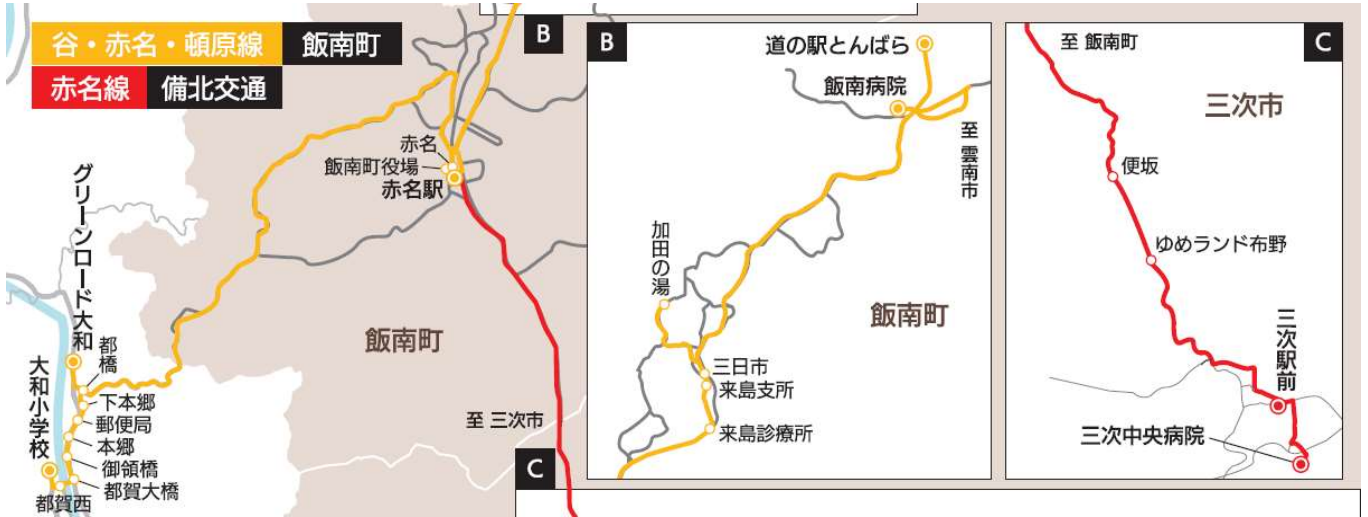 谷・赤名・頓原線 飯南町
赤名線 備北交通
B
赤名
飯南町役場
赤名駅
グリーンロード大和
都橋
下本郷
郵便局
本郷
御領橋
都賀大橋
都賀西
大和小学校
飯南町
至 三次市
C
B
道の駅とんばら
飯南病院
至 雲南市
加田の湯
飯南町
三日市
来島支所
来島診療所
C
至 飯南町
三次市
便坂
ゆめランド布野
三次駅前
三次中央病院